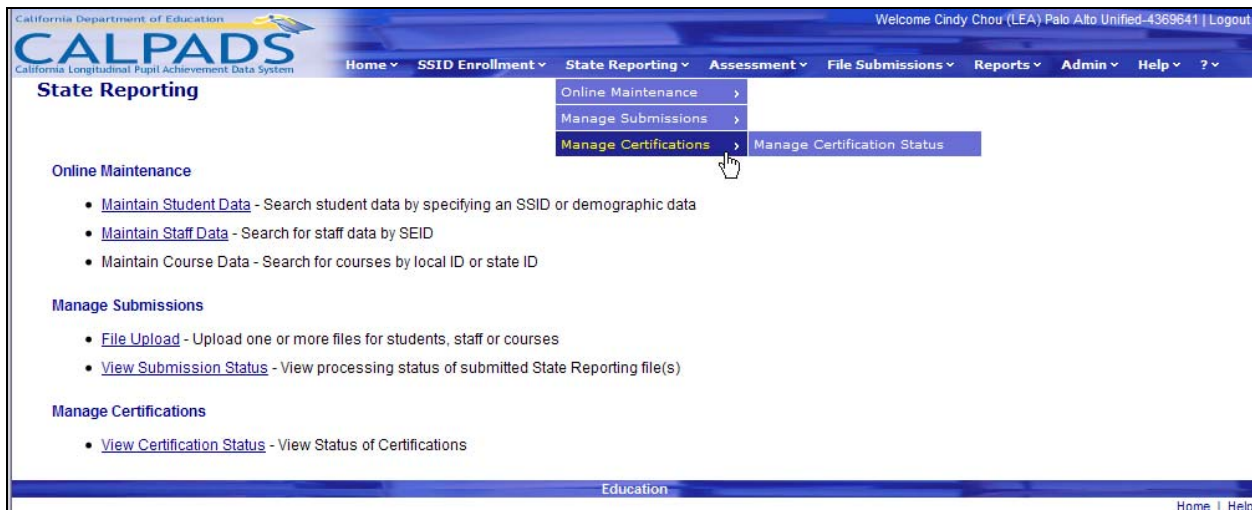 California Department of Education
Welcome Cindy Chou (LEA) Palo Alto Unified-4369641 | Logout
CALPADS
California Longitudinal Pupil Achievement Data System
Home SSID Enrollment State Reporting Assessment File Submissions Reports Admin Help ?
State Reporting
Online Maintenance
Manage Submissions
Manage Certifications Manage Certification Status
Online Maintenance
• Maintain Student Data - Search student data by specifying an SSID or demographic data
• Maintain Staff Data - Search for staff data by SEID
• Maintain Course Data - Search for courses by local ID or state ID
Manage Submissions
• File Upload - Upload one or more files for students, staff or courses
• View Submission Status - View processing status of submitted State Reporting file(s)
Manage Certifications
• View Certification Status - View Status of Certifications
Education
Home | Help